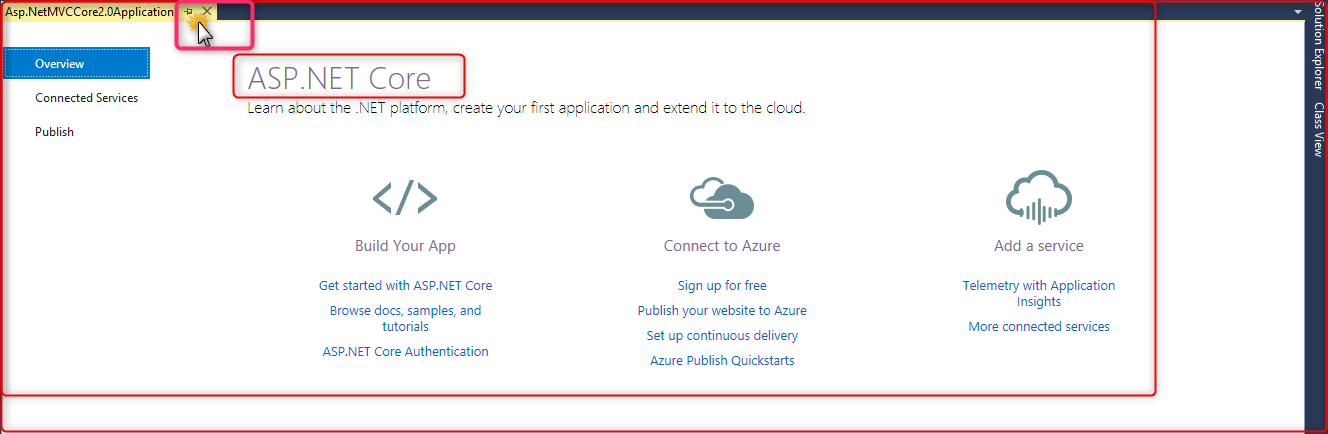 Asp.NetMVCCore2.0Application
Overview
Connected Services
Publish
ASP.NET Core
Learn about the .NET platform, create your first application and extend it to the cloud.
Build Your App
Get started with ASP.NET Core
Browse docs, samples, and
tutorials
ASP.NET Core Authentication
Connect to Azure
Sign up for free
Publish your website to Azure
Set up continuous delivery
Azure Publish Quickstarts
Add a service
Telemetry with Application
Insights
More connected services
Solution Explorer
Class View